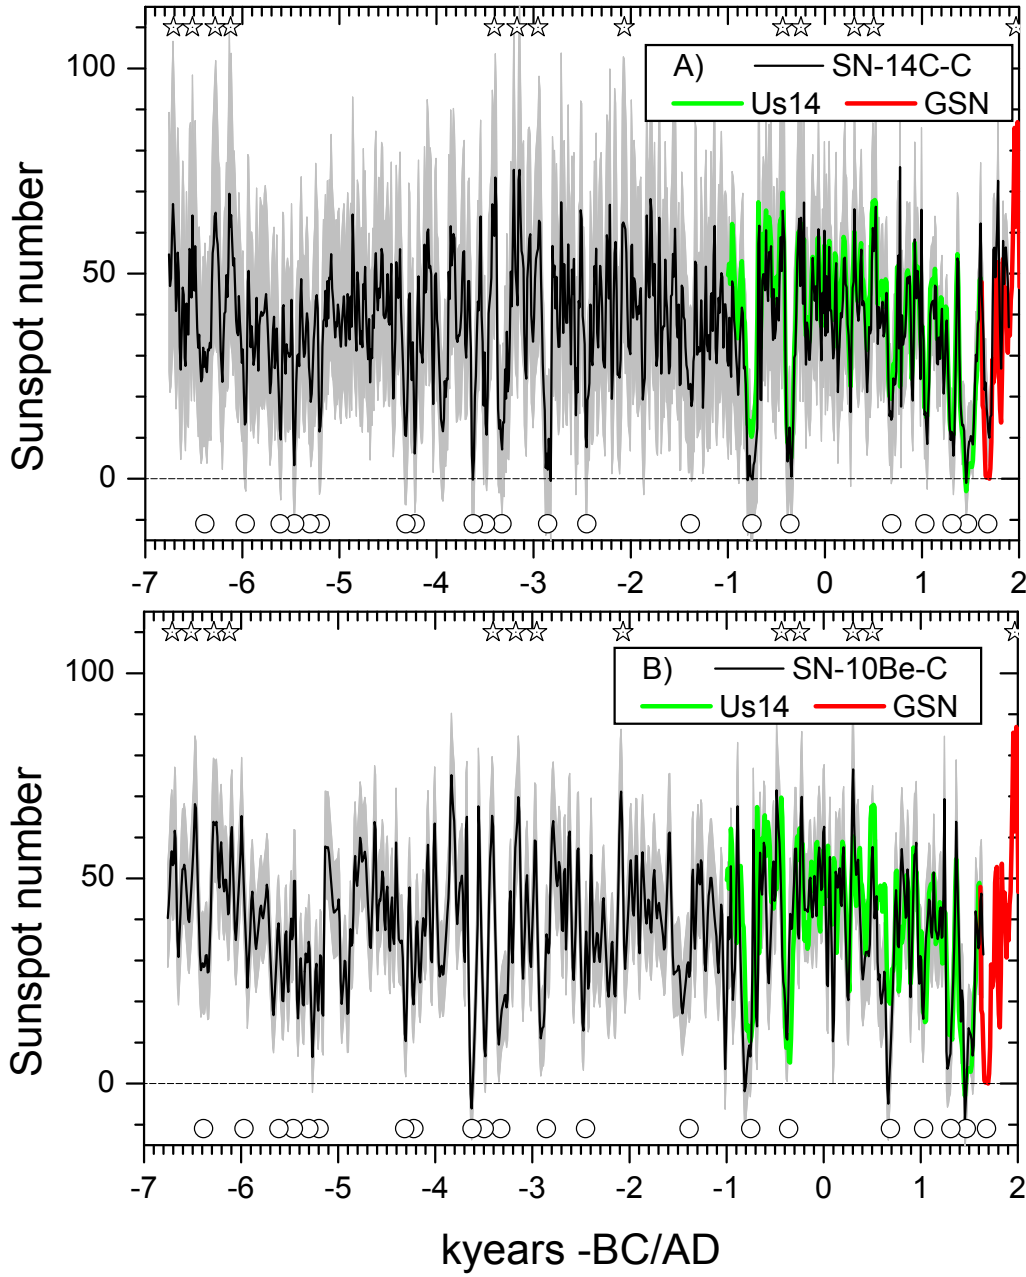 A) SN-14C-C
Us14 GSN
Sunspot number
100
50
0
-7 -6 -5 -4 -3 -2 -1 0 1 2
B) SN-10Be-C
Us14 GSN
Sunspot number
100
50
0
-7 -6 -5 -4 -3 -2 -1 0 1 2
kyears -BC/AD